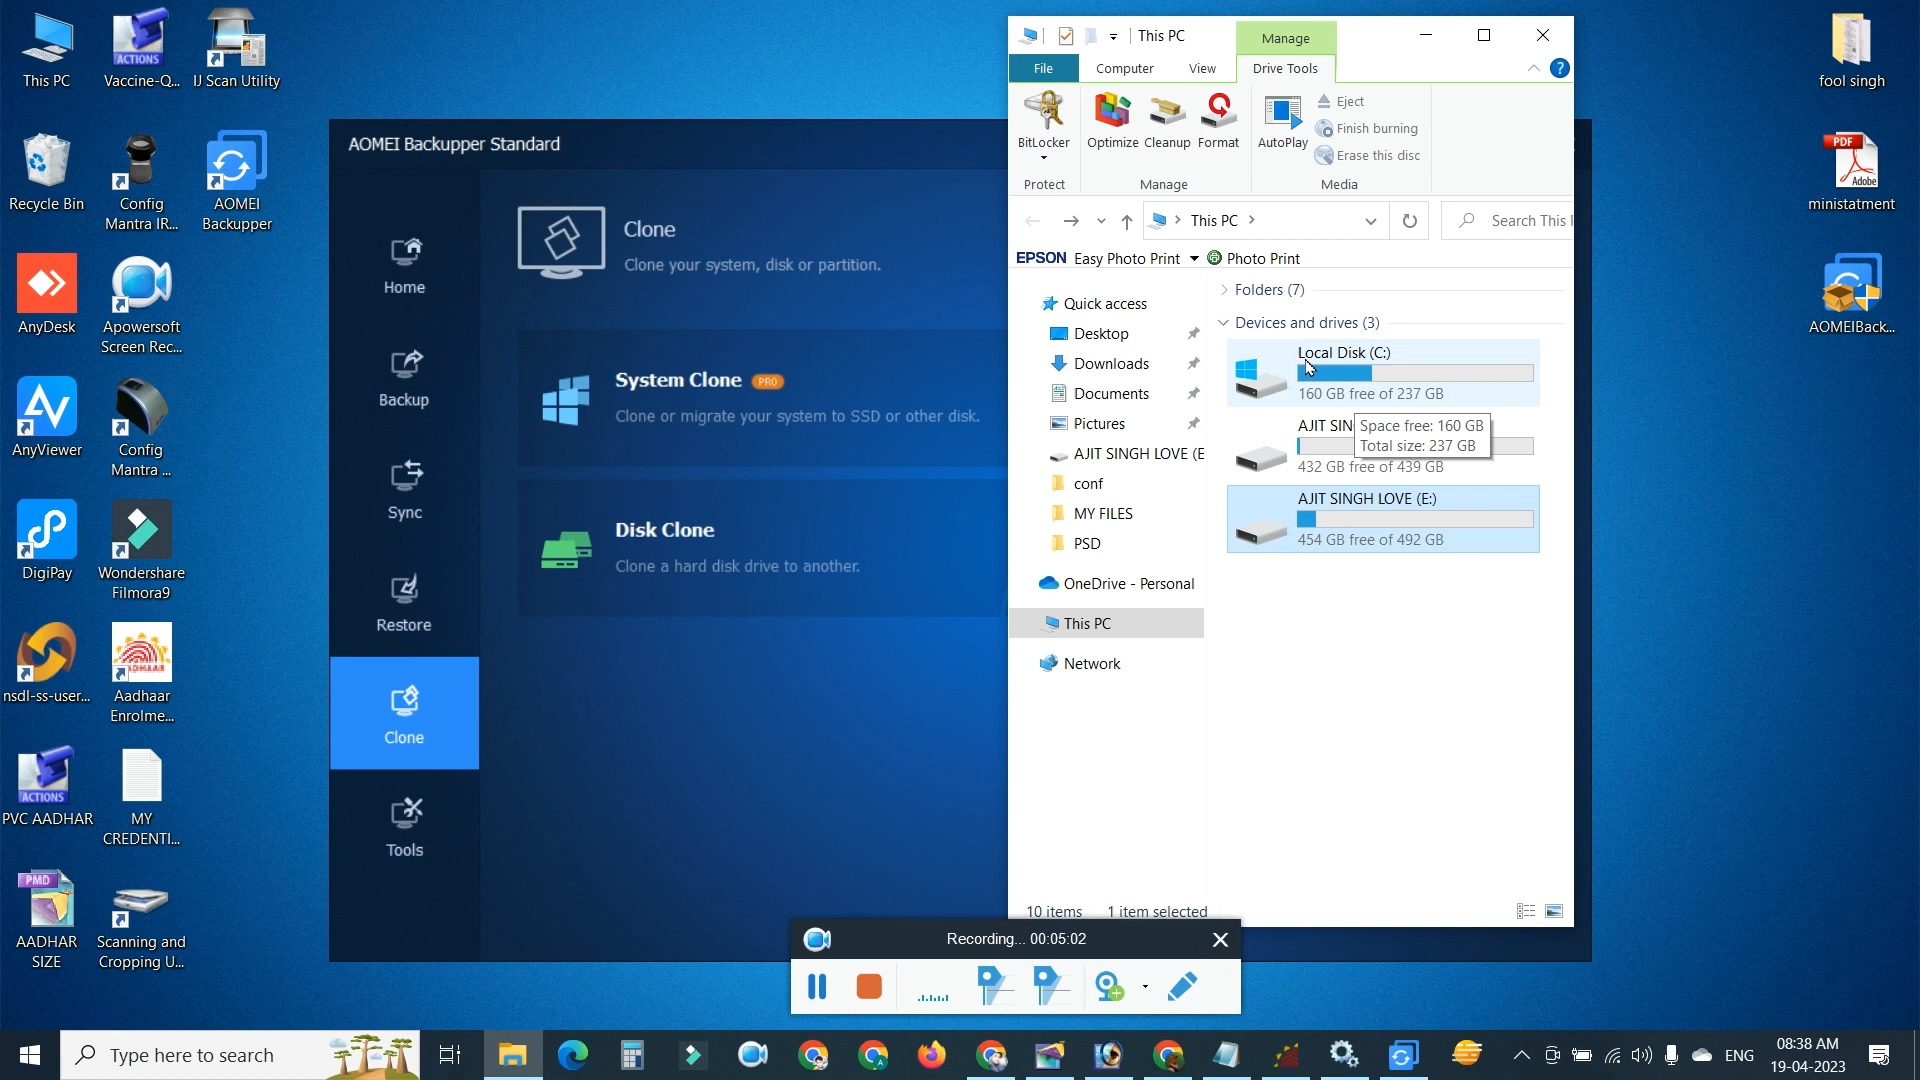 This PC
Vaccine-Q...
IJ Scan Utility
ACTIONS
Recycle Bin
Config
Mantra IR...
AOMEI
Backupper
AnyDesk
Apowersoft
Screen Rec...
AnyViewer
Config
Mantra ...
DigiPay
Wondershare
Filmora9
nsdl-ss-user...
Aadhaar
Enrolme...
ACTIONS
PVC AADHAR
MY
CREDENTI...
PMD
AADHAR
SIZE
Scanning and
Cropping U...
AOMEI Backupper Standard
Home
Backup
Sync
Restore
Clone
Tools
Clone
Clone your system, disk or partition.
System Clone PRO
Clone or migrate your system to SSD or other disk.
Disk Clone
Clone a hard disk drive to another.
This PC
Manage
File
Computer
View
Drive Tools
BitLocker
Optimize
Cleanup
Format
AutoPlay
Eject
Finish burning
Erase this disc
Protect
Manage
Media
This PC
Search This
EPSON Easy Photo Print
Photo Print
Quick access
Desktop
Downloads
Documents
Pictures
AJIT SINGH LOVE (E
conf
MY FILES
PSD
OneDrive - Personal
This PC
Network
Folders (7)
Devices and drives (3)
Local Disk (C:)
160 GB free of 237 GB
AJIT SIN
Space free: 160 GB
Total size: 237 GB
432 GB free of 439 GB
AJIT SINGH LOVE (E:)
454 GB free of 492 GB
10 items
1 item selected
Recording... 00:05:02
fool singh
PDF
Adobe
ministatment
AOMEIBack...
Type here to search
ENG
08:38 AM
19-04-2023